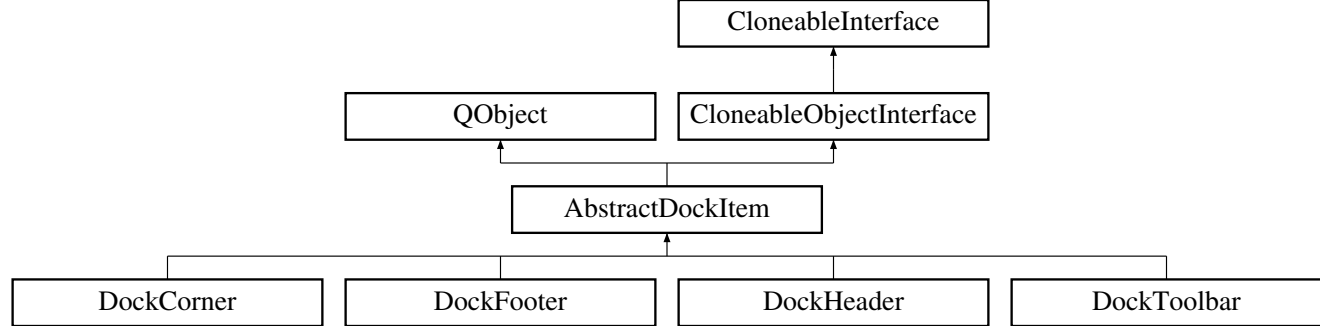 CloneableInterface
QObject
CloneableObjectInterface
AbstractDockItem
DockCorner
DockFooter
DockHeader
DockToolbar